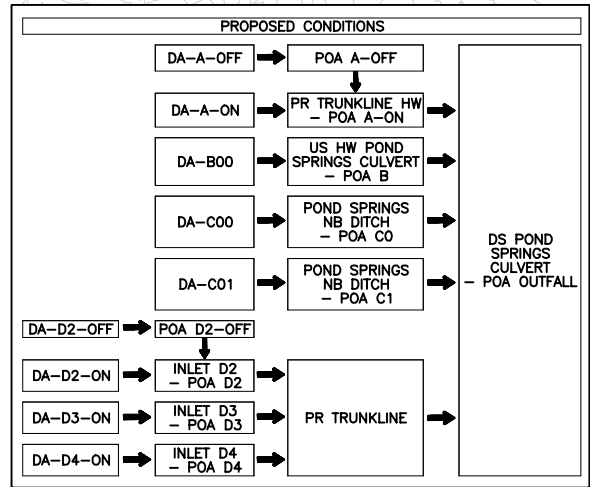 PROPOSED CONDITIONS
DA-A-OFF
POA A-OFF
DA-A-ON
PR TRUNKLINE HW
- POA A-ON
DA-B00
US HW POND
SPRINGS CULVERT
- POA B
DA-C00
POND SPRINGS
NB DITCH
- POA C0
DA-C01
POND SPRINGS
NB DITCH
- POA C1
DS POND
SPRINGS
CULVERT
- POA OUTFALL
DA-D2-OFF
POA D2-OFF
DA-D2-ON
INLET D2
- POA D2
DA-D3-ON
INLET D3
- POA D3
DA-D4-ON
INLET D4
- POA D4
PR TRUNKLINE